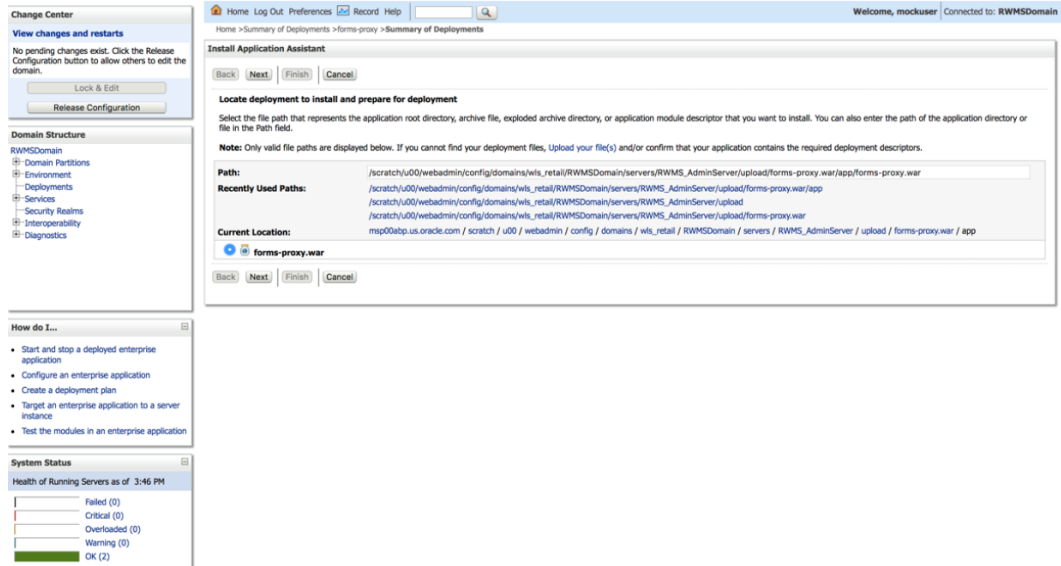 Change Center
View changes and restarts
No pending changes exist. Click the Release
Configuration button to allow others to edit the
domain.
Lock & Edit
Release Configuration
Domain Structure
RWMSDomain
Domain Partitions
Environment
Deployments
Services
Security Realms
Interoperability
Diagnostics
How do I...
Start and stop a deployed enterprise
application
Configure an enterprise application
Create a deployment plan
Target an enterprise application to a server
instance
Test the modules in an enterprise application
System Status
Health of Running Servers as of 3:46 PM
Failed (0)
Critical (0)
Overloaded (0)
Warning (0)
OK (2)
Home Log Out Preferences Record Help
Welcome, mockuser Connected to: RWMSDomain
Home >Summary of Deployments >forms-proxy >Summary of Deployments
Install Application Assistant
Back Next Finish Cancel
Locate deployment to install and prepare for deployment
Select the file path that represents the application root directory, archive file, exploded archive directory, or application module descriptor that you want to install. You can also enter the path of the application directory or
file in the Path field.
Note: Only valid file paths are displayed below. If you cannot find your deployment files, Upload your file(s) and/or confirm that your application contains the required deployment descriptors.
Path: /scratch/u00/webadmin/config/domains/wls_retail/RWMSDomain/servers/RWMS_AdminServer/upload/forms-proxy.war/app/forms-proxy.war
Recently Used Paths: /scratch/u00/webadmin/config/domains/wls_retail/RWMSDomain/servers/RWMS_AdminServer/upload/forms-proxy.war/app
/scratch/u00/webadmin/config/domains/wls_retail/RWMSDomain/servers/RWMS_AdminServer/upload
/scratch/u00/webadmin/config/domains/wls_retail/RWMSDomain/servers/RWMS_AdminServer/upload/forms-proxy.war
Current Location: msp00abp.us.oracle.com / scratch / u00 / webadmin / config / domains / wls_retail / RWMSDomain / servers / RWMS_AdminServer / upload / forms-proxy.war / app
forms-proxy.war
Back Next Finish Cancel